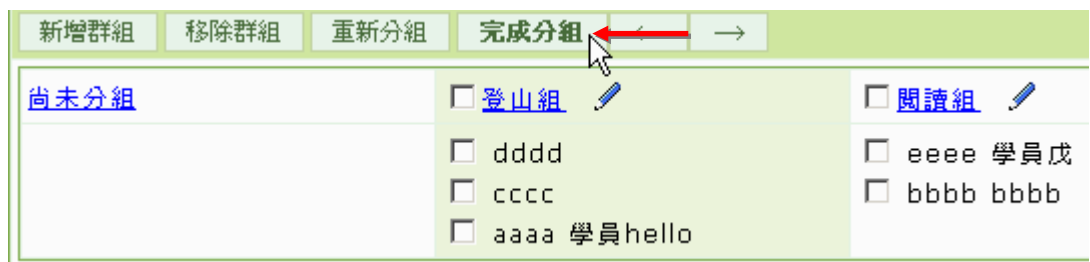 新增群組 移除群組 重新分組 完成分組 ← →
尚未分組 登山組 閱讀組
dddd eeee 學員戊
cccc bbbb bbbb
aaaa 學員hello